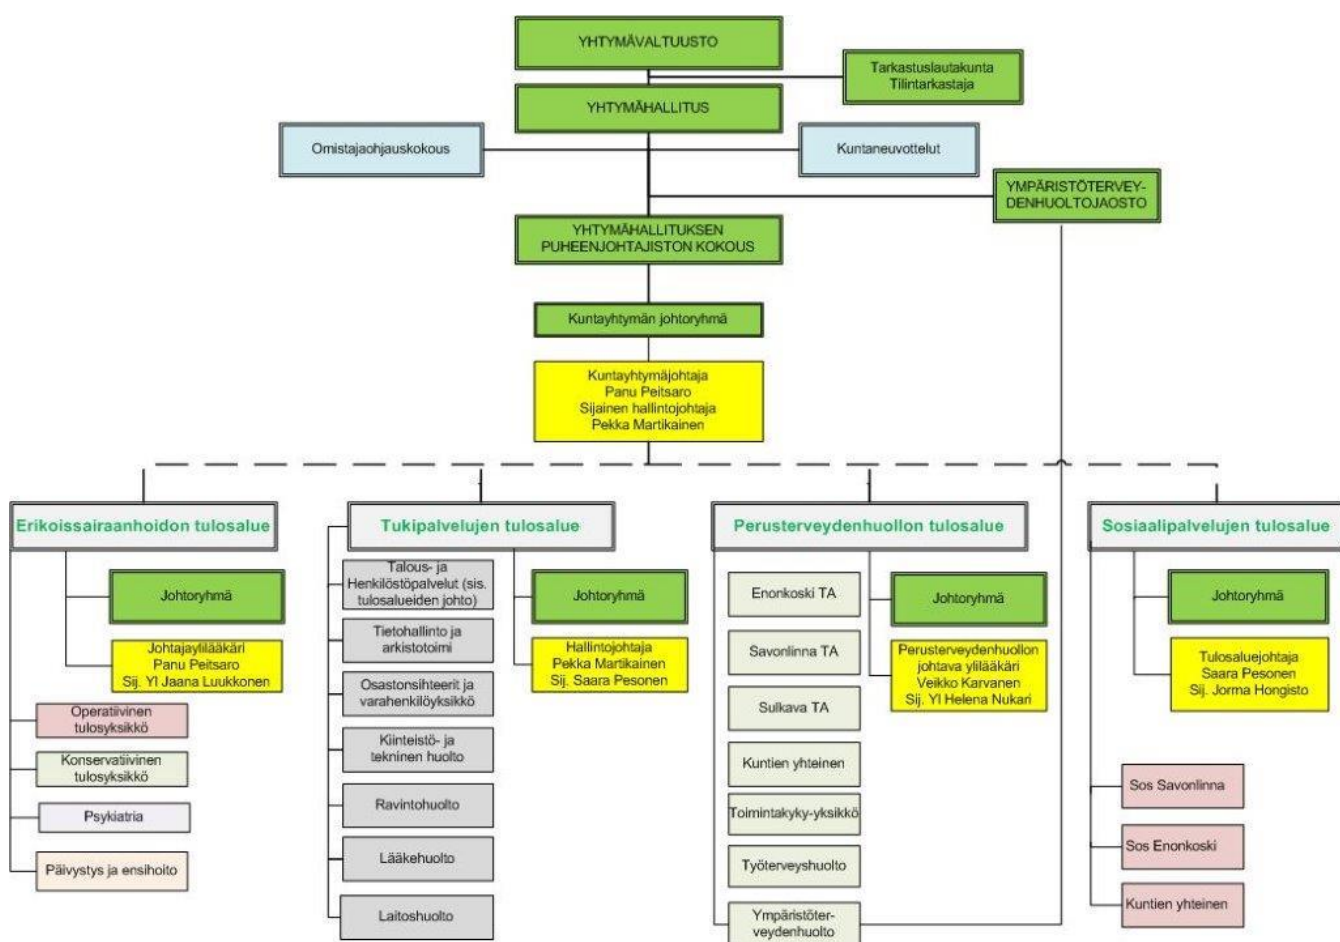 YHTYMÄVALTUUSTO
Tarkastuslautakunta
Tilintarkastaja
YHTYMÄHALLITUS
Omistajaohjauskokous
Kuntaneuvottelut
YMPÄRISTÖTERVEY-
DENHUOLTOJAOSTO
YHTYMÄHALLITUKSEN
PUHEENJOHTAJISTON KOKOUS
Kuntayhtymän johtoryhmä
Kuntayhtymäjohtaja
Panu Peitsaro
Sijainen hallintojohtaja
Pekka Martikainen
Erikoissairaanhoidon tulosalue
Johtoryhmä
Johtajaylilääkäri
Panu Peitsaro
Sij. Yl Jaana Luukkonen
Operatiivinen
tulosyksikkö
Konservatiivinen
tulosyksikkö
Psykiatria
Päivystys ja ensihoito
Tukipalvelujen tulosalue
Talous- ja
Henkilöstöpalvelut (sis.
tulosalueiden johto)
Tietohallinto ja
arkistotoimi
Osastonsihteerit ja
varahenkilöyksikkö
Kiinteistö- ja
tekninen huolto
Ravintohuolto
Lääkehuolto
Laitoshuolto
Johtoryhmä
Hallintojohtaja
Pekka Martikainen
Sij. Saara Pesonen
Perusterveydenhuollon tulosalue
Enonkoski TA
Savonlinna TA
Sulkava TA
Kuntien yhteinen
Toimintakyky-yksikkö
Työterveyshuolto
Ympäristöter-
veydenhuolto
Johtoryhmä
Perusterveydenhuollon
johtava ylilääkäri
Veikko Karvanen
Sij. Yl Helena Nukari
Sosiaalipalvelujen tulosalue
Johtoryhmä
Tulosaluejohtaja
Saara Pesonen
Sij. Jorma Hongisto
Sos Savonlinna
Sos Enonkoski
Kuntien yhteinen